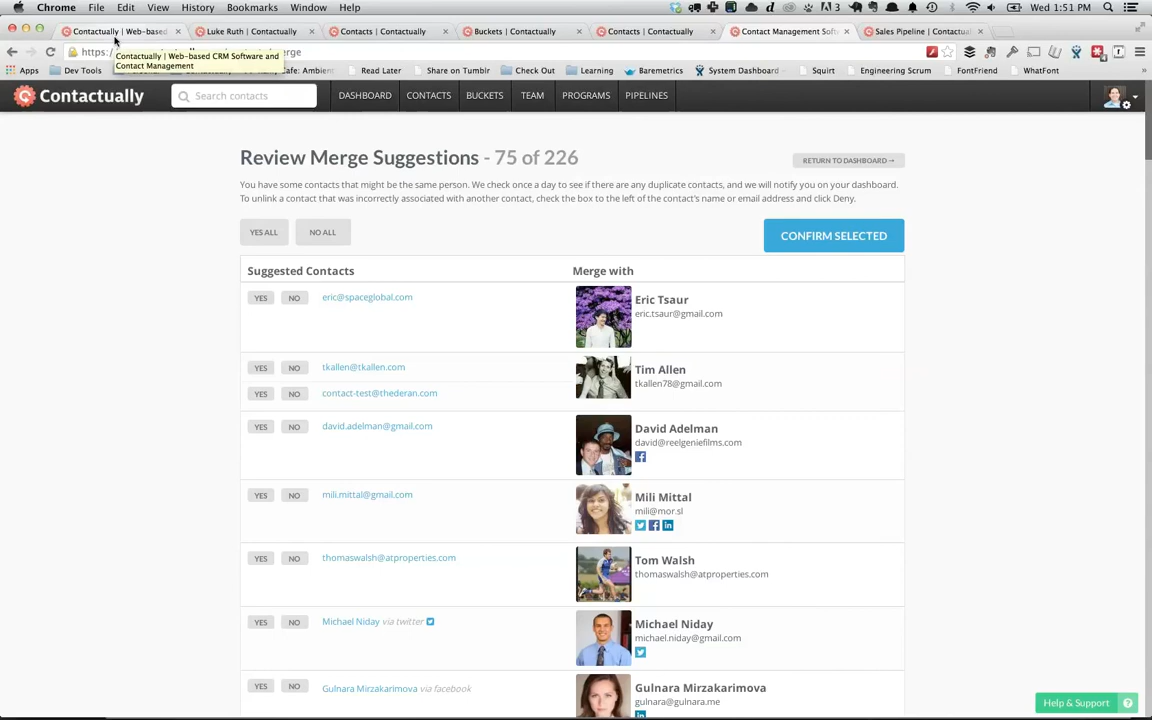 Chrome File Edit View History Bookmarks Window Help 3 Wed 1:51 PM
Contactually | Web-based Luke Ruth | Contactually Contacts | Contactually Buckets | Contactually Contacts | Contactually Contact Management Soft Sales Pipeline | Contactual
https:// merge
Contactually | Web-based CRM Software and
Contact Management
Apps Dev Tools Read Later Share on Tumblr Check Out Learning Baremetrics System Dashboard Squirt Engineering Scrum FontFriend WhatFont »
Contactually Search contacts DASHBOARD CONTACTS BUCKETS TEAM PROGRAMS PIPELINES
Review Merge Suggestions - 75 of 226
RETURN TO DASHBOARD →
You have some contacts that might be the same person. We check once a day to see if there are any duplicate contacts, and we will notify you on your dashboard.
To unlink a contact that was incorrectly associated with another contact, check the box to the left of the contact's name or email address and click Deny.
YES ALL NO ALL CONFIRM SELECTED
Suggested Contacts Merge with
YES NO eric@spaceglobal.com Eric Tsaur
eric.tsaur@gmail.com
YES NO tkallen@tkallen.com Tim Allen
tkallen78@gmail.com
YES NO contact-test@thederan.com
YES NO david.adelman@gmail.com David Adelman
david@reelgeniefilms.com
YES NO mili.mittal@gmail.com Mili Mittal
mili@mor.sl
YES NO thomaswalsh@atproperties.com Tom Walsh
thomaswalsh@atproperties.com
YES NO Michael Niday via twitter Michael Niday
michael.niday@gmail.com
YES NO Gulnara Mirzakarimova via facebook Gulnara Mirzakarimova
gulnara@gulnara.me
Help & Support ?